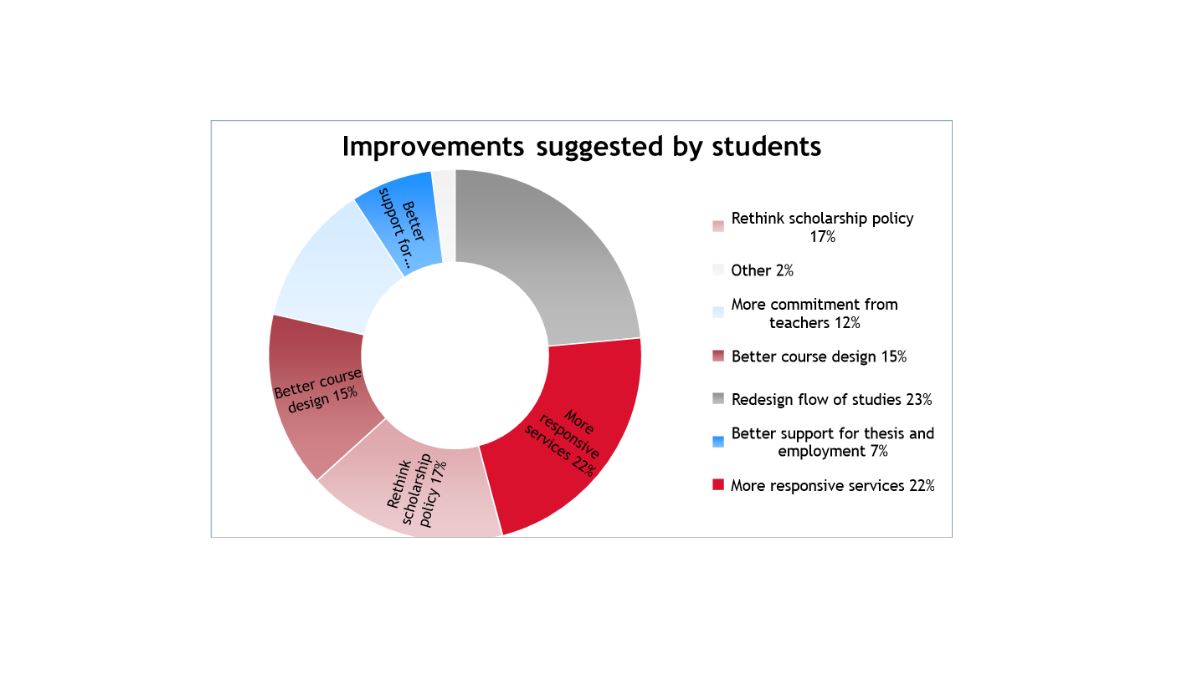 Improvements suggested by students
Better
support for...
Better course
design 15%
Rethink
scholarship
policy 17%
More
responsive
services 22%
Rethink scholarship policy
17%
Other 2%
More commitment from
teachers 12%
Better course design 15%
Redesign flow of studies 23%
Better support for thesis and
employment 7%
More responsive services 22%